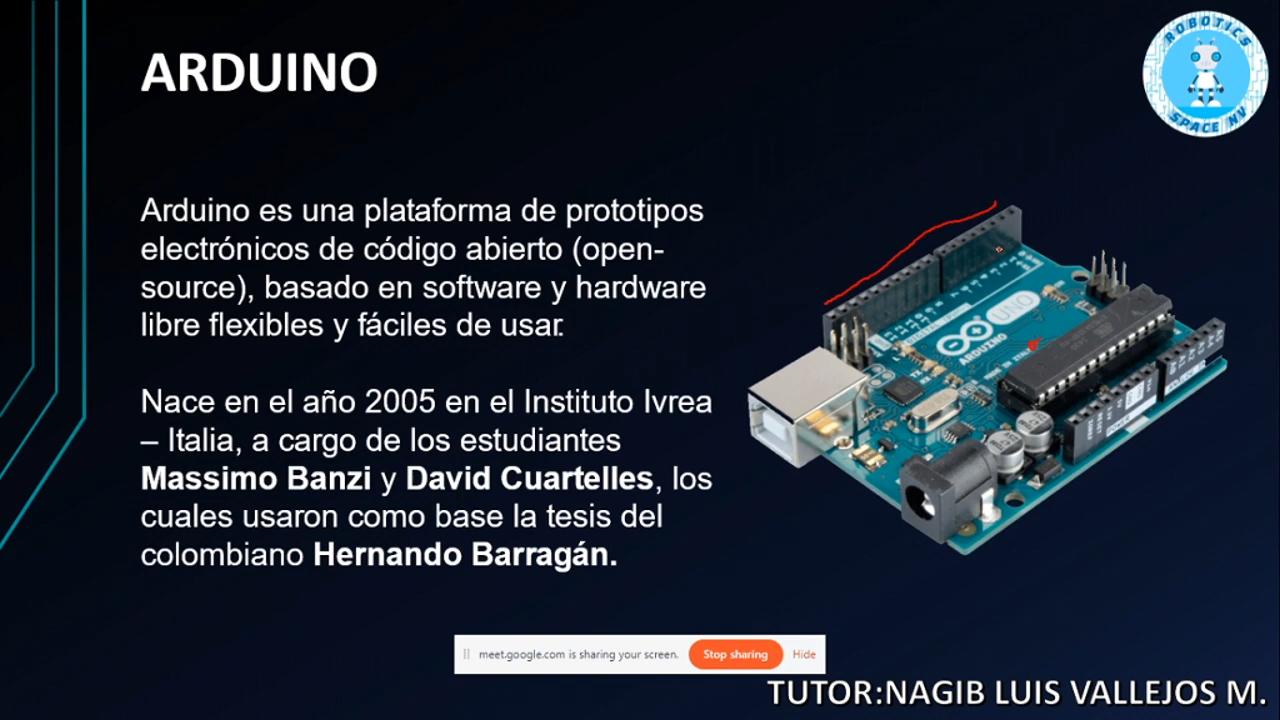 ARDUINO
ROBOTICS
SPACE NV
Arduino es una plataforma de prototipos
electrónicos de código abierto (open-
source), basado en software y hardware
libre flexibles y fáciles de usar.
Nace en el año 2005 en el Instituto Ivrea
– Italia, a cargo de los estudiantes
Massimo Banzi y David Cuartelles, los
cuales usaron como base la tesis del
colombiano Hernando Barragán.
UNO
ARDUINO
meet.google.com is sharing your screen. Stop sharing Hide
TUTOR:NAGIB LUIS VALLEJOS M.